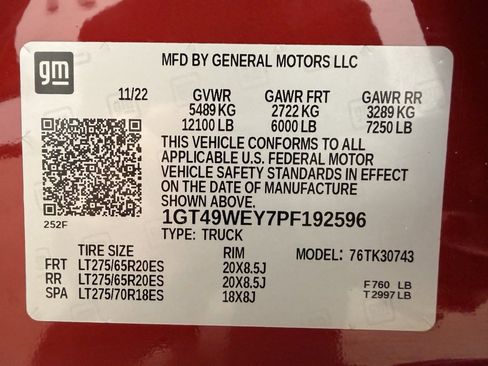 gm
MFD BY GENERAL MOTORS LLC
11/22 GVWR GAWR FRT GAWR RR
5489 KG 2722 KG 3289 KG
12100 LB 6000 LB 7250 LB
THIS VEHICLE CONFORMS TO ALL
APPLICABLE U.S. FEDERAL MOTOR
VEHICLE SAFETY STANDARDS IN EFFECT
ON THE DATE OF MANUFACTURE
SHOWN ABOVE.
1GT49WEY7PF192596
252F TYPE: TRUCK
TIRE SIZE RIM MODEL: 76TK30743
FRT LT275/65R20ES 20X8.5J
RR LT275/65R20ES 20X8.5J F760 LB
SPA LT275/70R18ES 18X8J T2997 LB